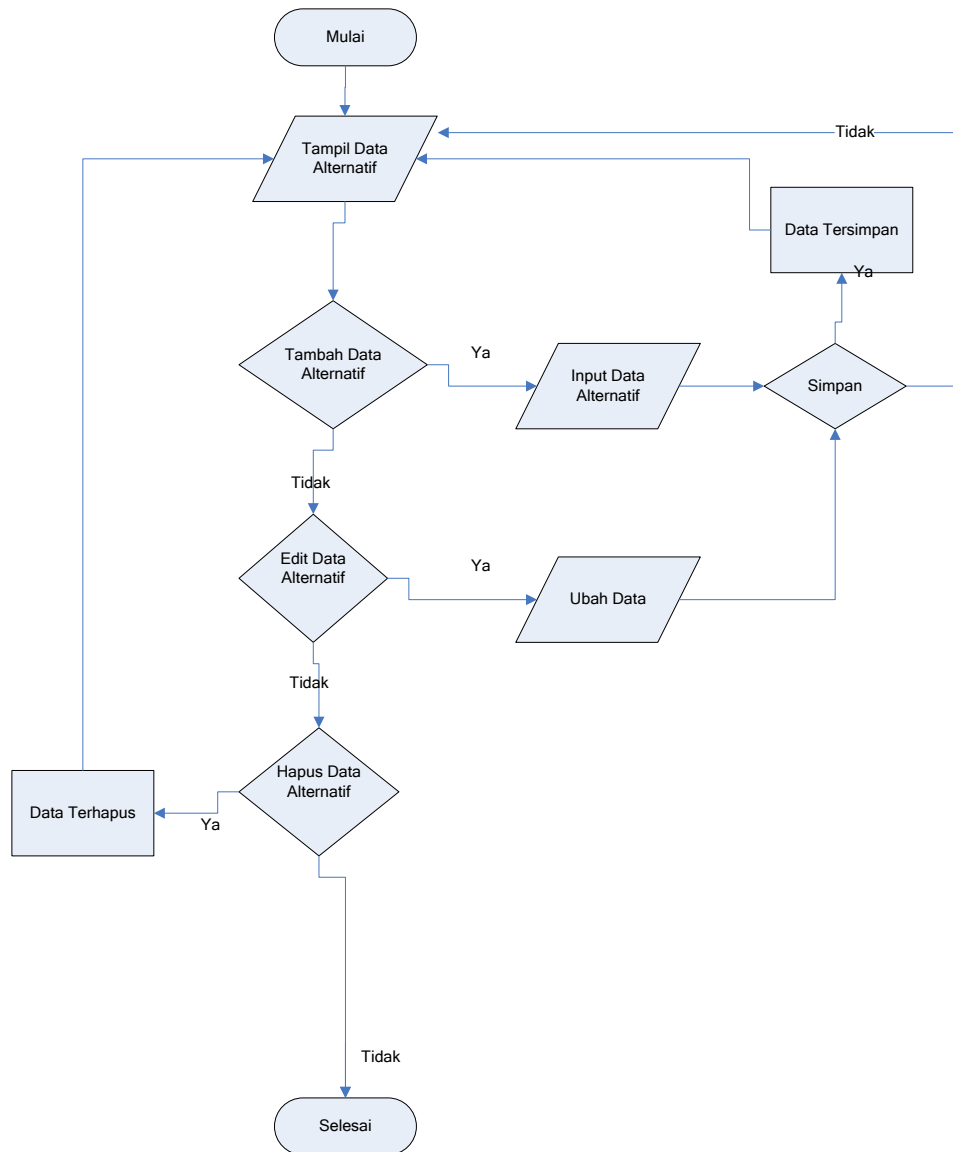 Mulai
Tampil Data
Alternatif
Tidak
Data Tersimpan
Ya
Tambah Data
Alternatif
Ya
Input Data
Alternatif
Simpan
Tidak
Edit Data
Alternatif
Ya
Ubah Data
Tidak
Hapus Data
Alternatif
Data Terhapus
Ya
Tidak
Selesai